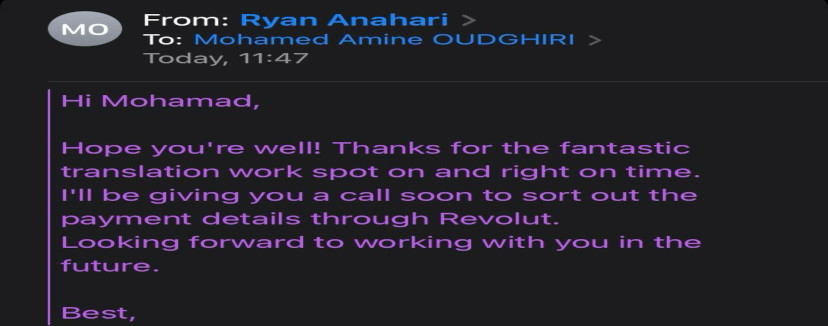 MO
From: Ryan Anahari >
To: Mohamed Amine OUDGHIRI >
Today, 11:47
Hi Mohamad,
Hope you're well! Thanks for the fantastic
translation work spot on and right on time.
I'll be giving you a call soon to sort out the
payment details through Revolut.
Looking forward to working with you in the
future.
Best,